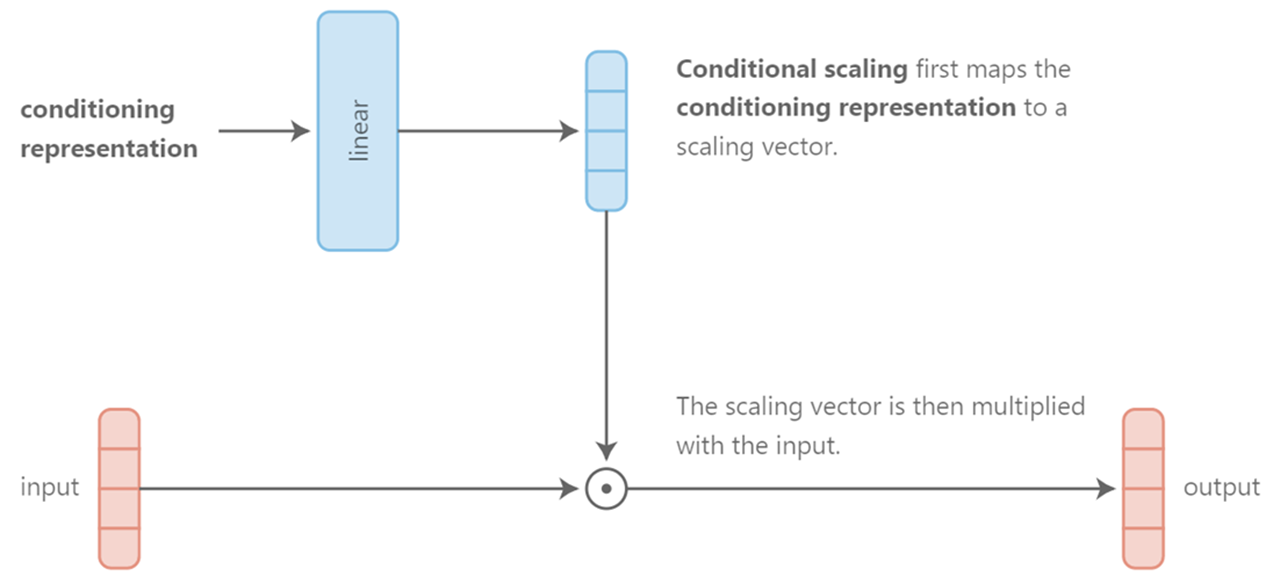 conditioning
representation
linear
Conditional scaling first maps the
conditioning representation to a
scaling vector.
The scaling vector is then multiplied
with the input.
input
output